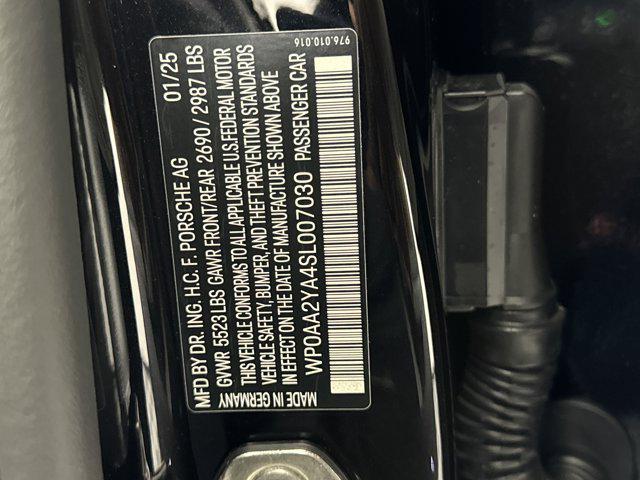 MFD BY DR. ING. H.C. F. PORSCHE AG 01/25
GVWR 5523 LBS GAWR FRONT/REAR 2690/2987 LBS
THIS VEHICLE CONFORMS TO ALL APPLICABLE U.S.FEDERAL MOTOR
VEHICLE SAFETY, BUMPER, AND THEFT PREVENTION STANDARDS
IN EFFECT ON THE DATE OF MANUFACTURE SHOWN ABOVE
WP0AA2YA4SL007030 PASSENGER CAR
MADE IN GERMANY
976.010.016